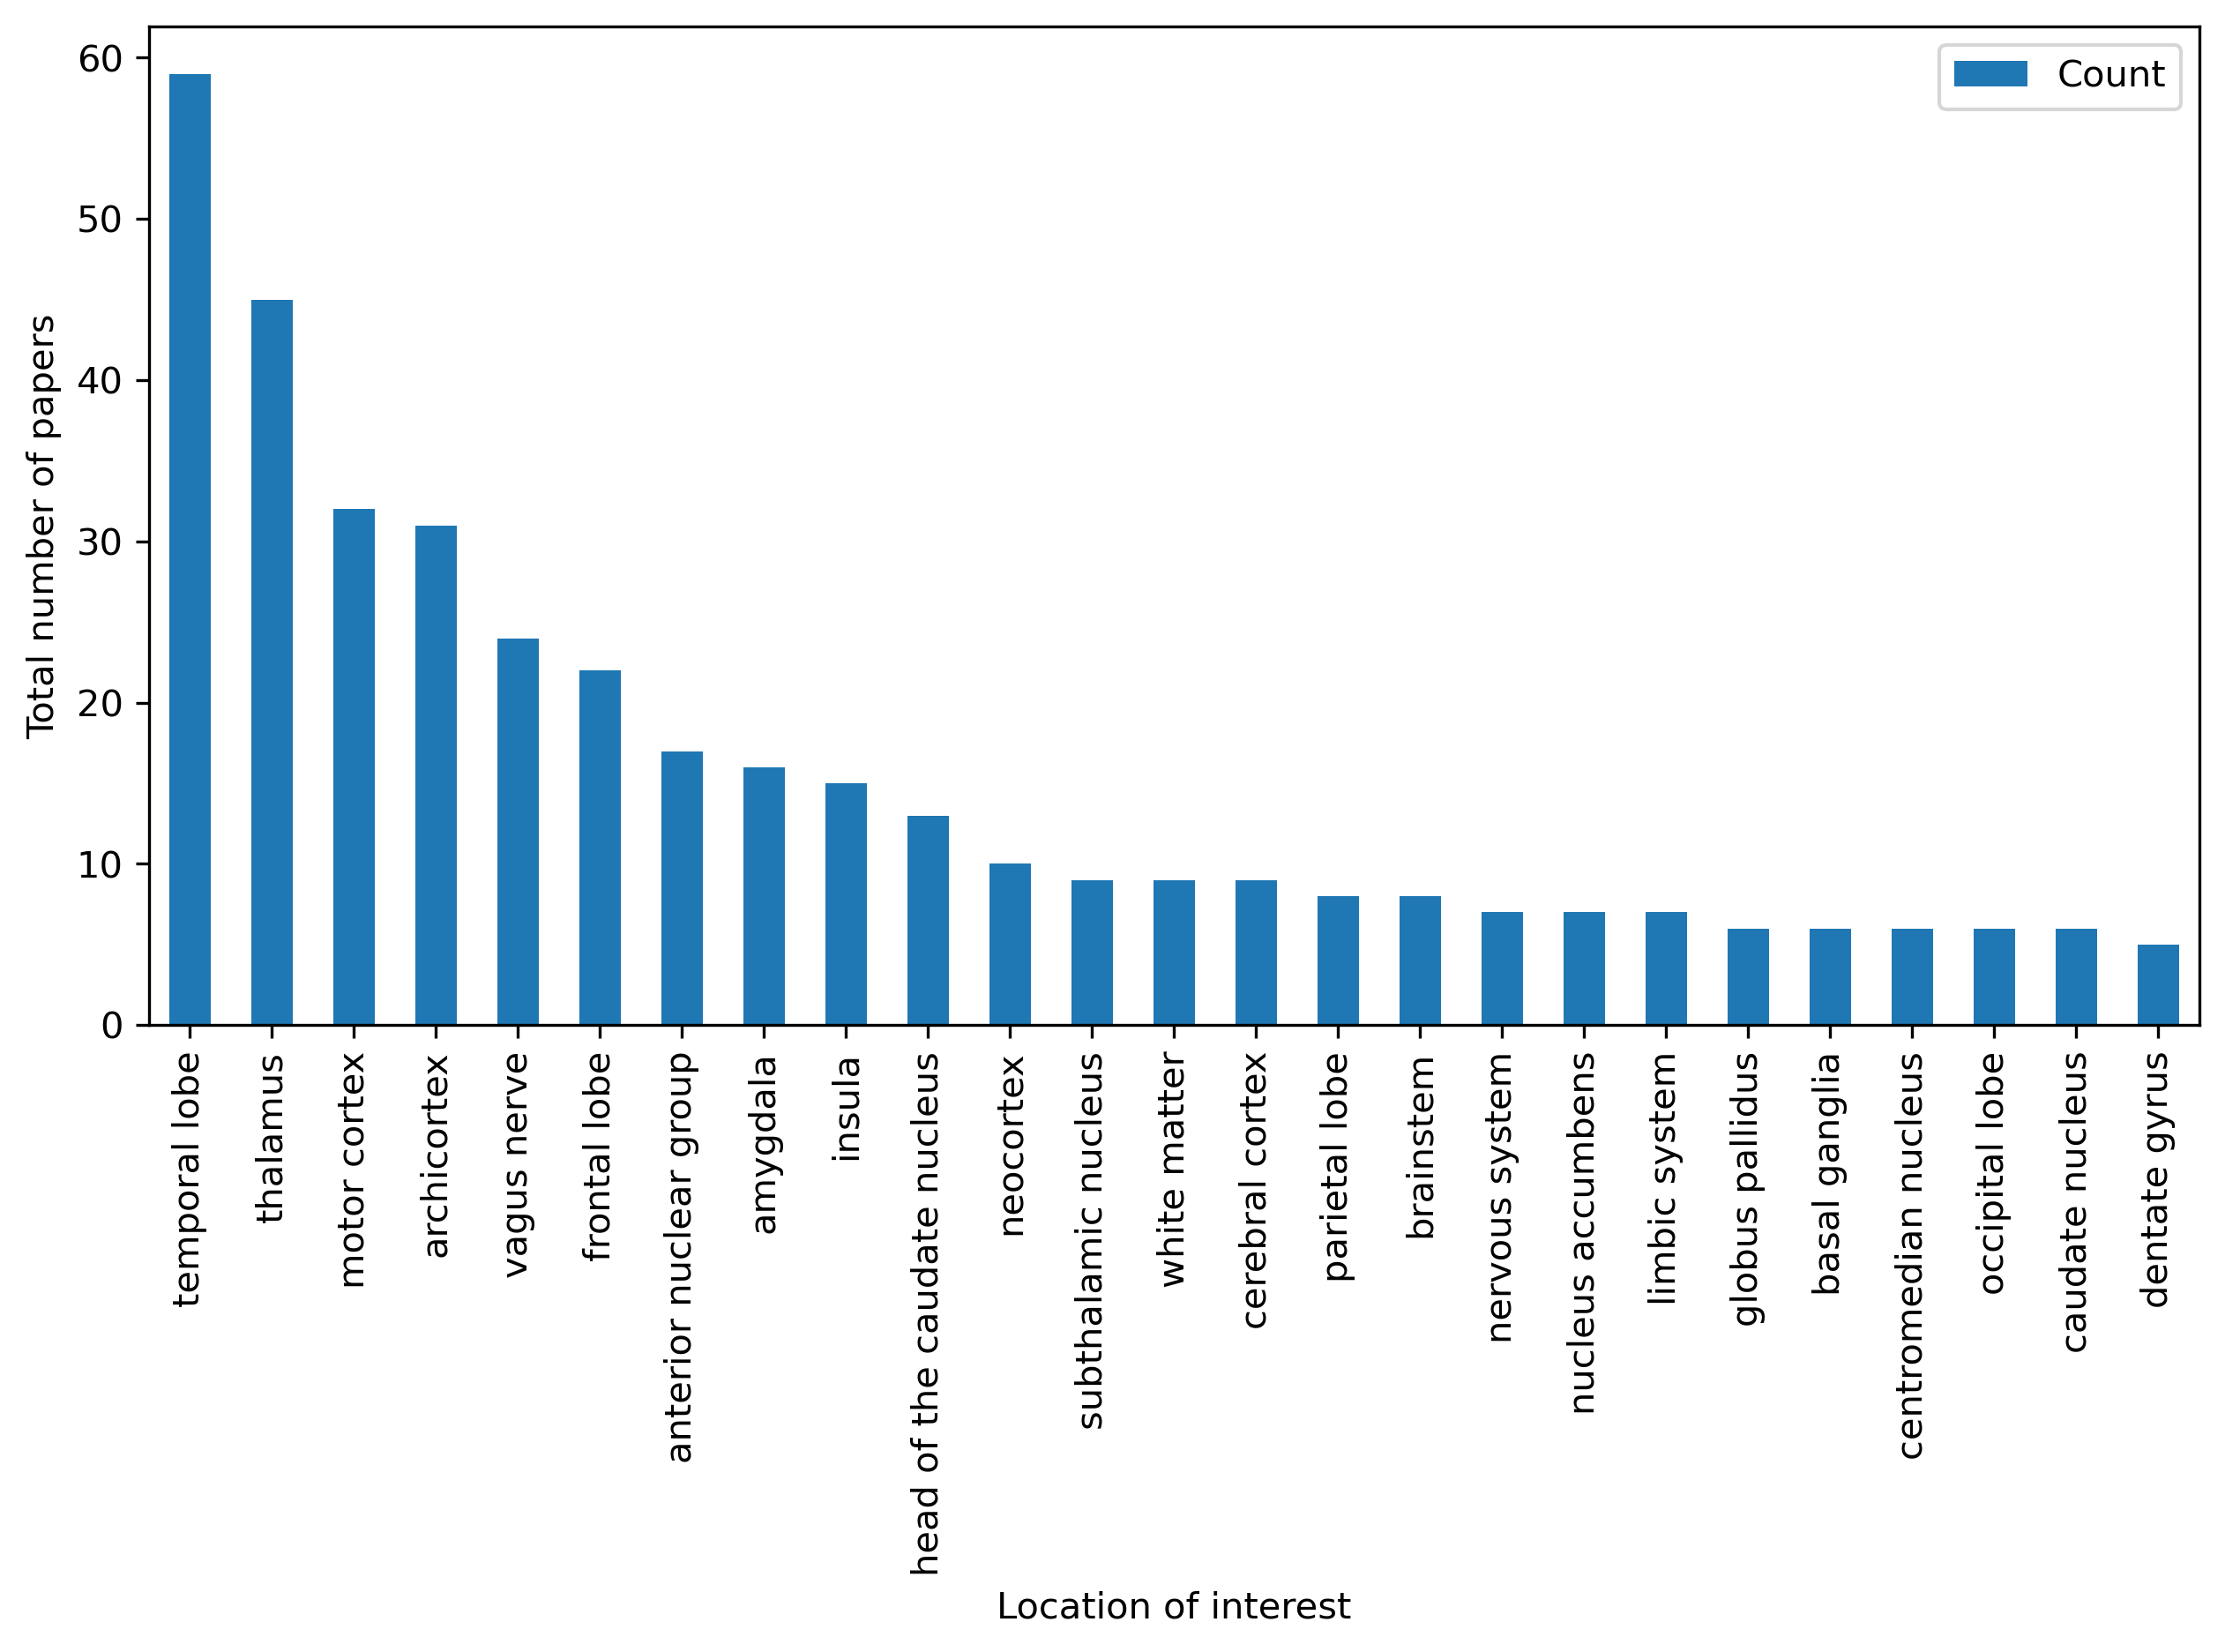 Count
Total number of papers
60
50
40
30
20
10
0
temporal lobe
thalamus
motor cortex
archicortex
vagus nerve
frontal lobe
anterior nuclear group
amygdala
insula
head of the caudate nucleus
neocortex
subthalamic nucleus
white matter
cerebral cortex
parietal lobe
brainstem
nervous system
nucleus accumbens
limbic system
globus pallidus
basal ganglia
centromedian nucleus
occipital lobe
caudate nucleus
dentate gyrus
Location of interest